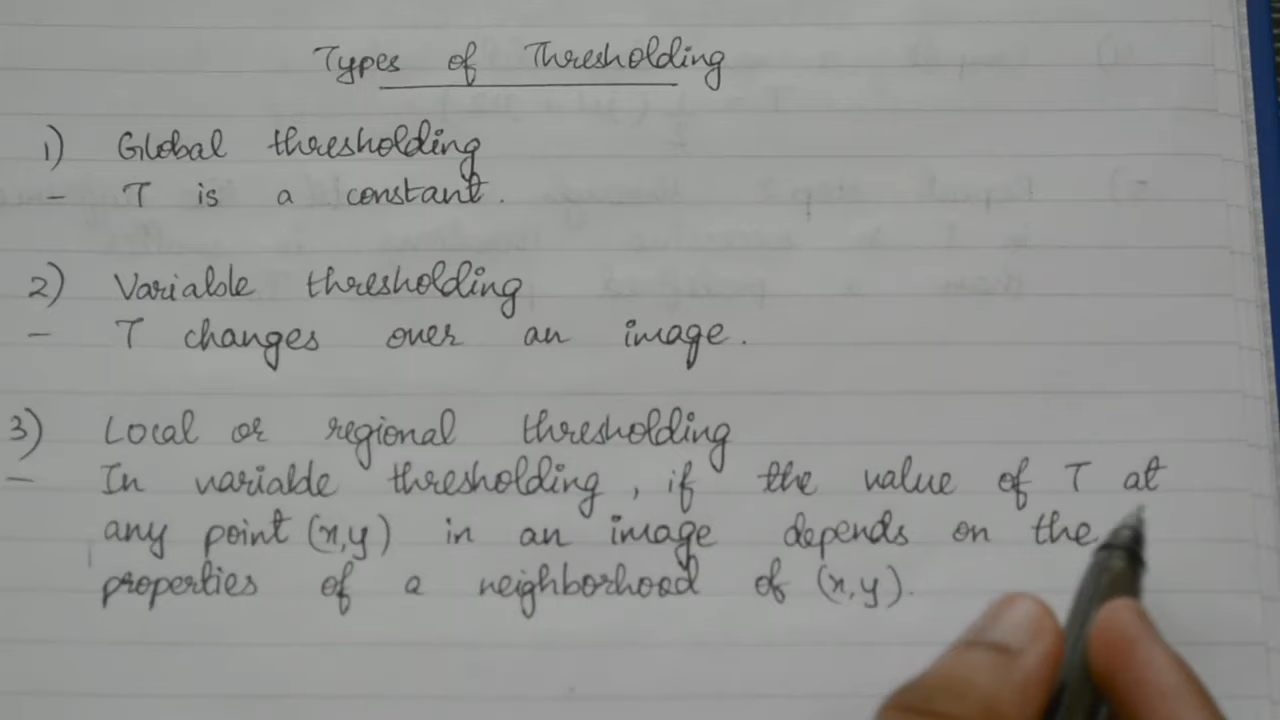 Types of Thresholding
1) Global thresholding
- T is a constant.
2) Variable thresholding
- T changes over an image.
3) Local or regional thresholding
- In variable thresholding, if the value of T at
any point (x,y) in an image depends on the
properties of a neighborhood of (x,y).